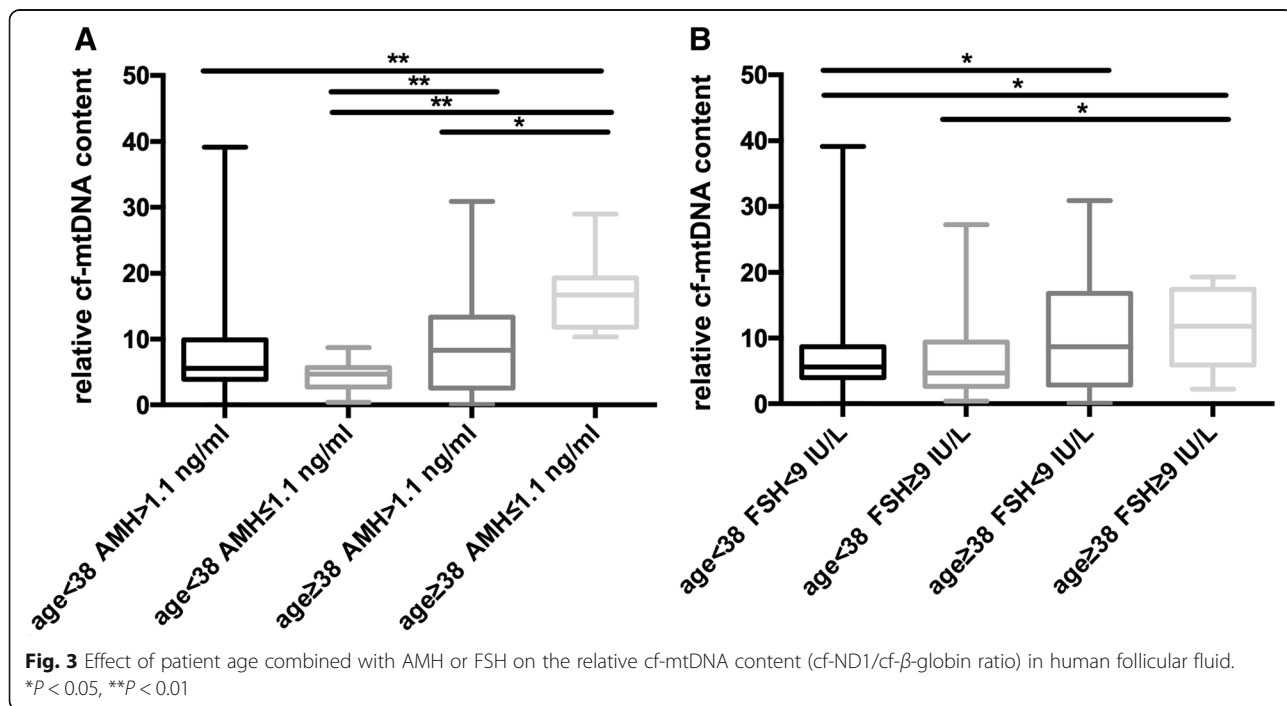 A
B
**
**
**
*
*
*
*
50
40
30
20
10
0
relative cf-mtDNA content
50
40
30
20
10
0
relative cf-mtDNA content
age<38 AMH>1.1 ng/ml
age<38 AMH≤1.1 ng/ml
age≥38 AMH>1.1 ng/ml
age≥38 AMH≤1.1 ng/ml
age<38 FSH<9 IU/L
age<38 FSH≥9 IU/L
age≥38 FSH<9 IU/L
age≥38 FSH≥9 IU/L
Fig. 3 Effect of patient age combined with AMH or FSH on the relative cf-mtDNA content (cf-ND1/cf-β-globin ratio) in human follicular fluid.
*P < 0.05, **P < 0.01